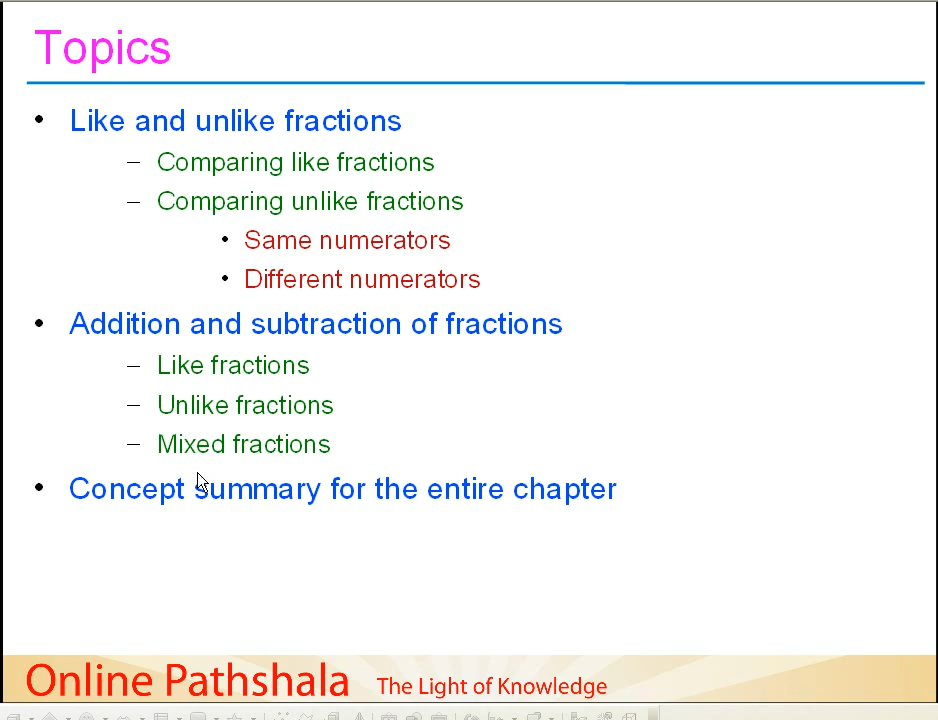 Topics
• Like and unlike fractions
– Comparing like fractions
– Comparing unlike fractions
• Same numerators
• Different numerators
• Addition and subtraction of fractions
– Like fractions
– Unlike fractions
– Mixed fractions
• Concept summary for the entire chapter
Online Pathshala The Light of Knowledge